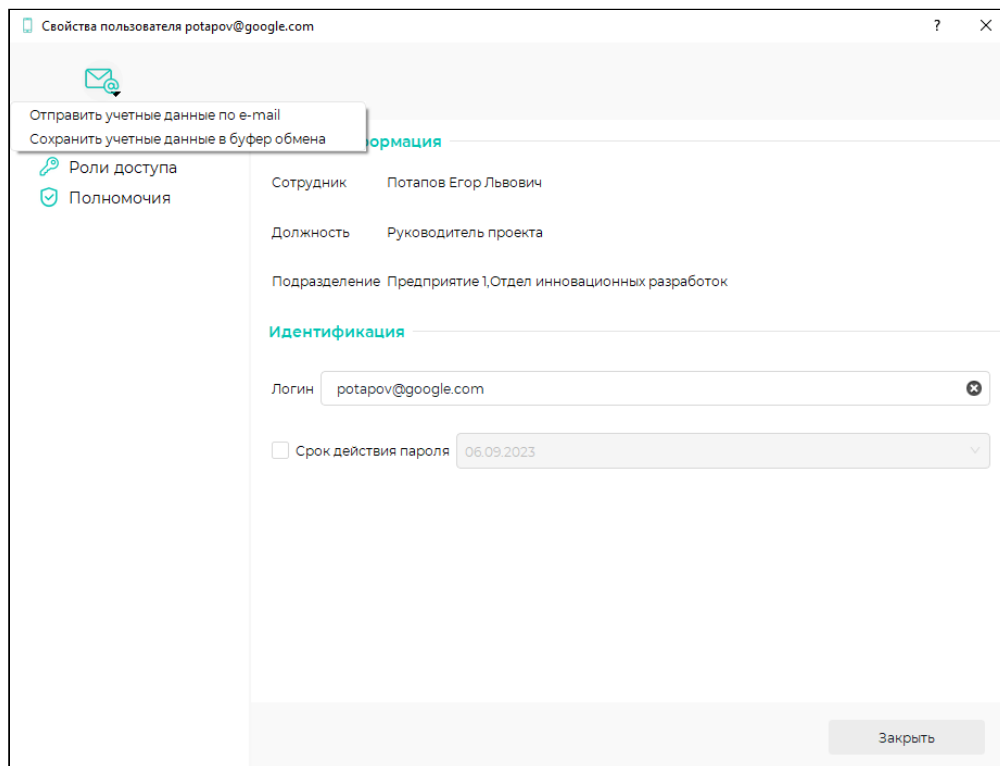 Свойства пользователя potapov@google.com
?
Отправить учетные данные по e-mail
Сохранить учетные данные в буфер обмена
Роли доступа
Полномочия
Сотрудник Потапов Егор Львович
Должность Руководитель проекта
Подразделение Предприятие 1,Отдел инновационных разработок
Идентификация
Логин potapov@google.com
Срок действия пароля 06.09.2023
Закрыть